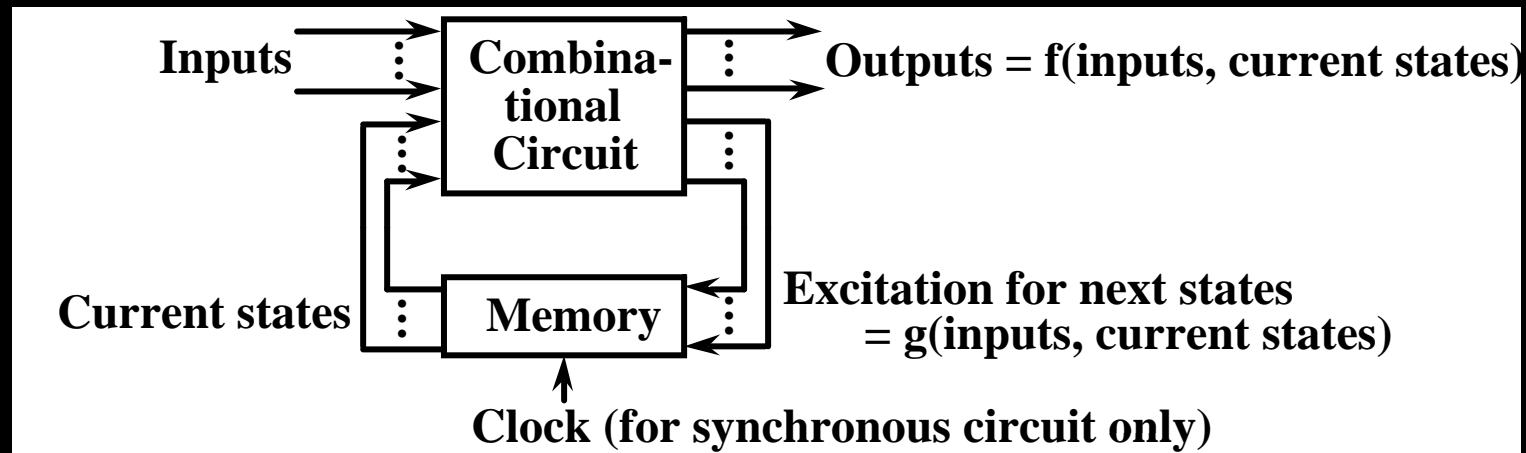 Inputs
Combina-
tional
Circuit
Outputs = f(inputs, current states)
Current states
Memory
Excitation for next states
= g(inputs, current states)
Clock (for synchronous circuit only)